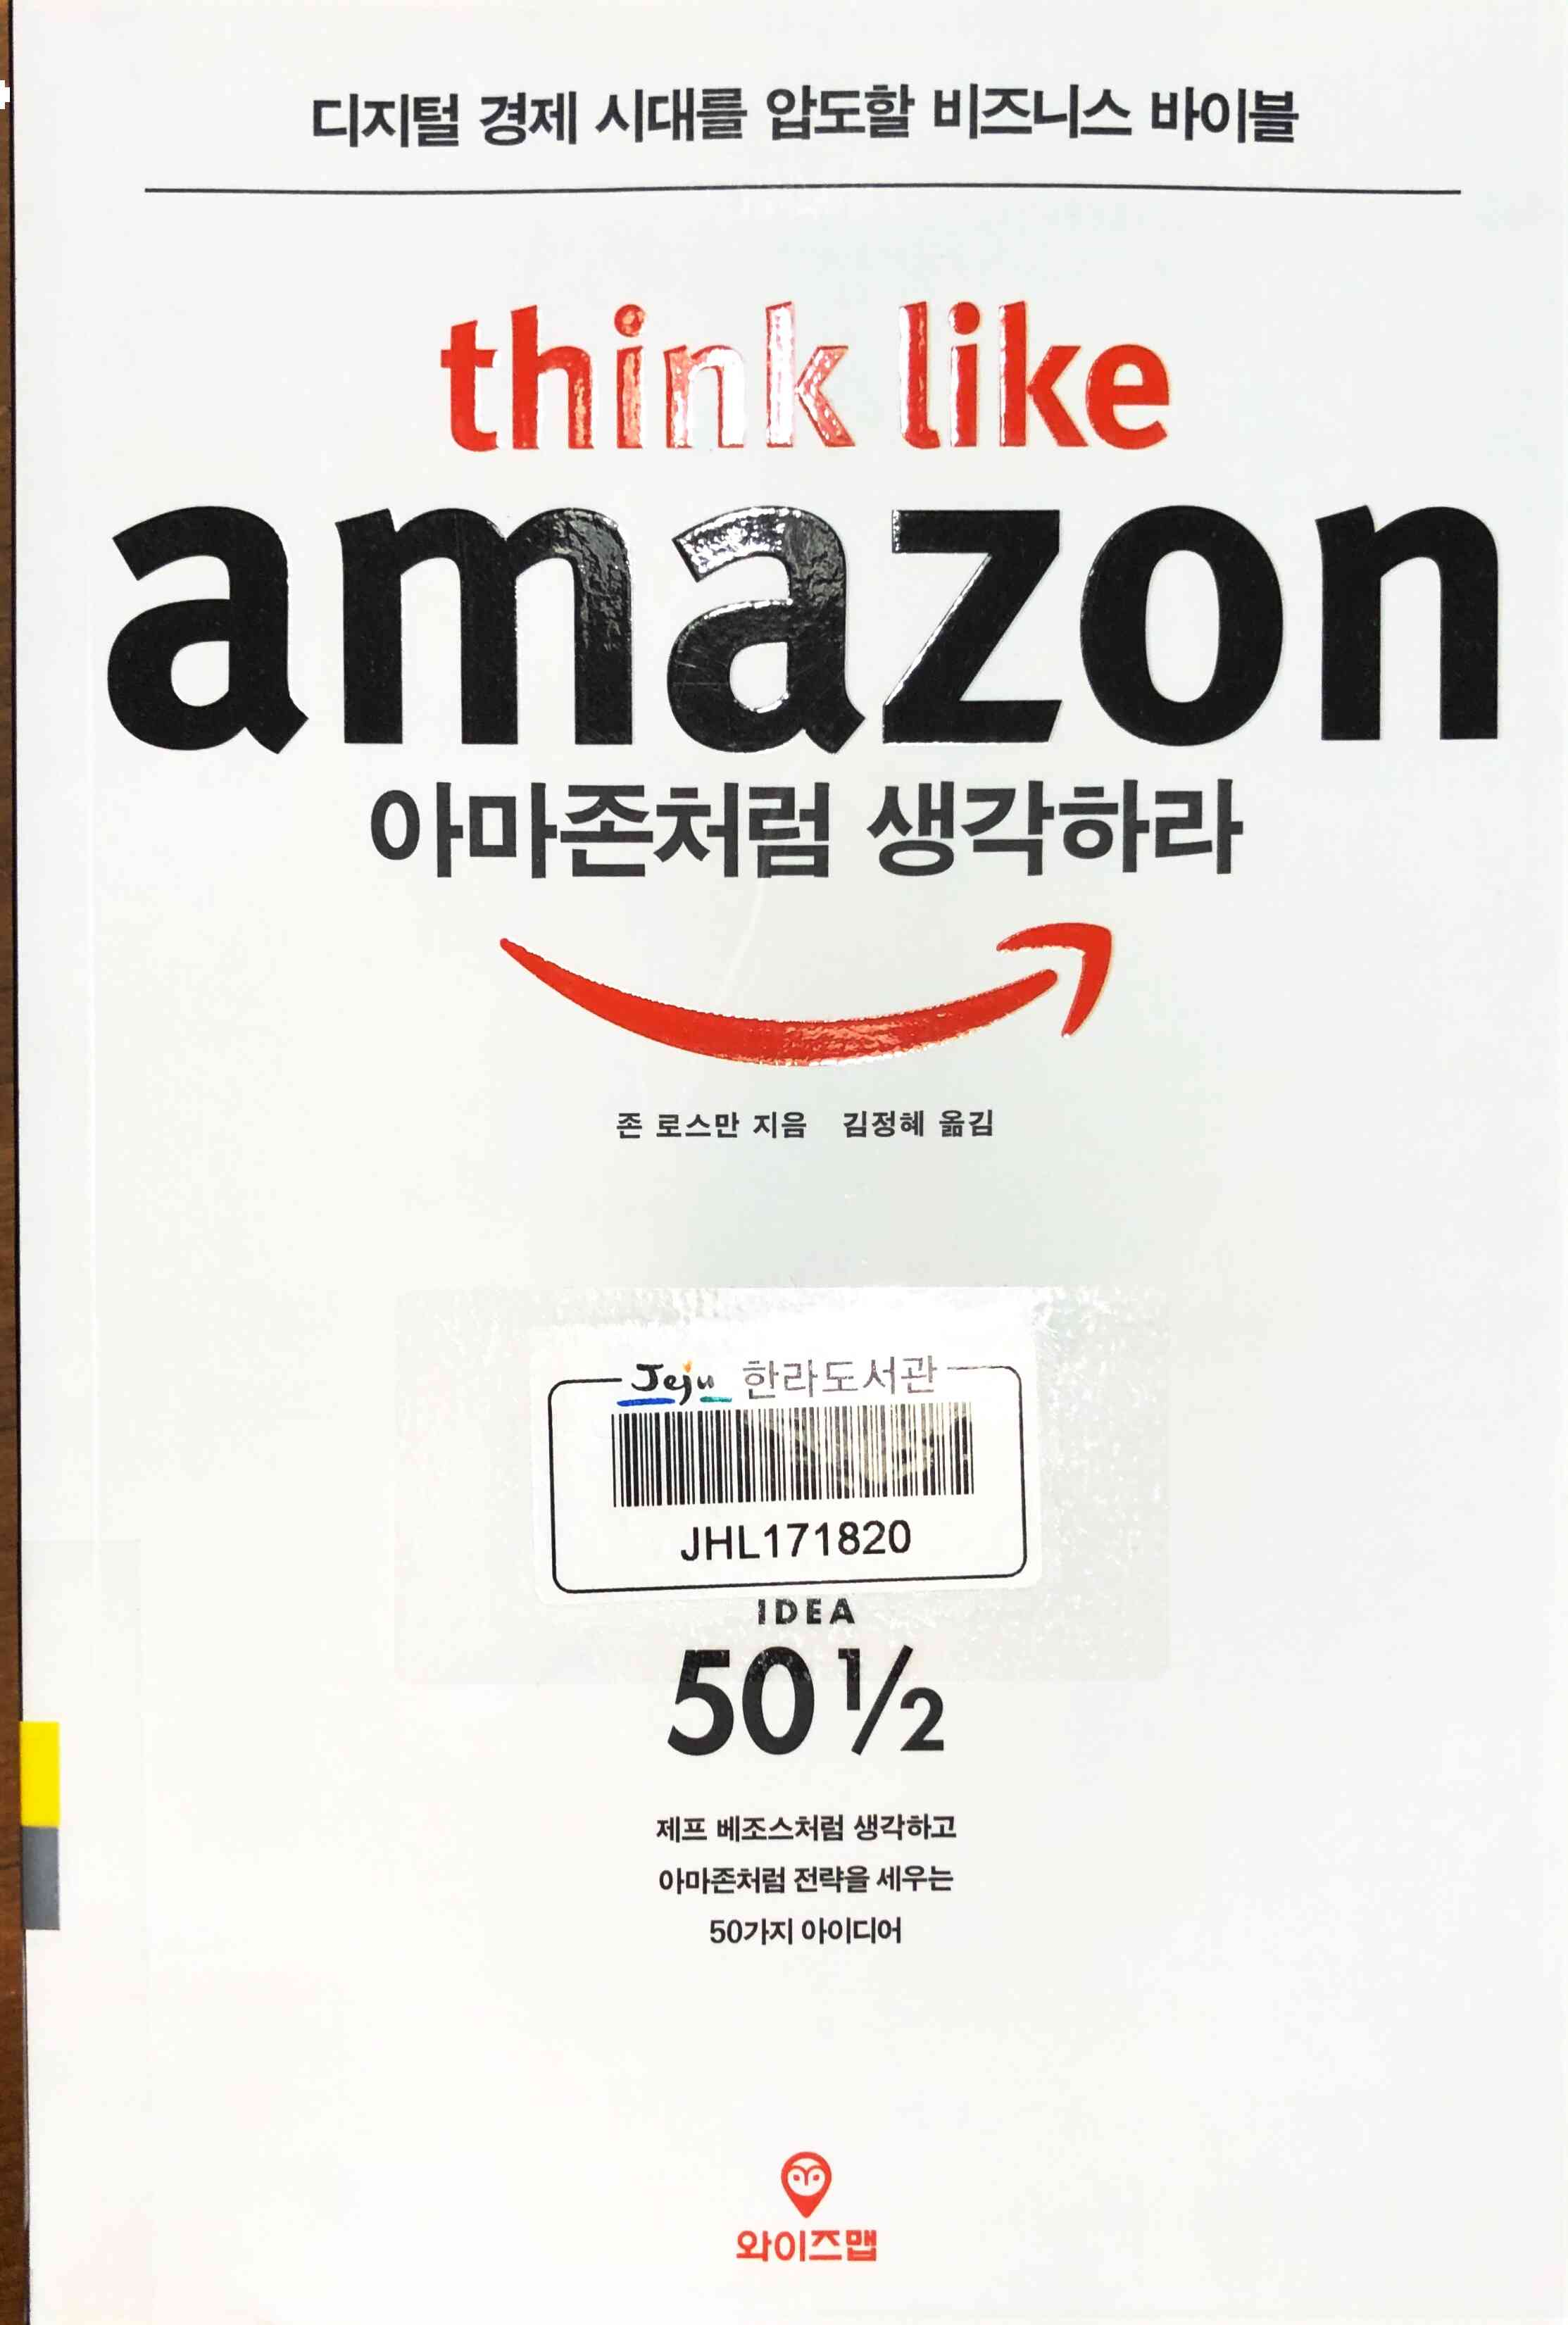 디지털 경제 시대를 압도할 비즈니스 바이블
think like
amazon
아마존처럼 생각하라
존 로스만 지음 김정혜 옮김
Jeju 한라도서관
JHL171820
IDEA
50 ½
제프 베조스처럼 생각하고
아마존처럼 전략을 세우는
50가지 아이디어
와이즈맵